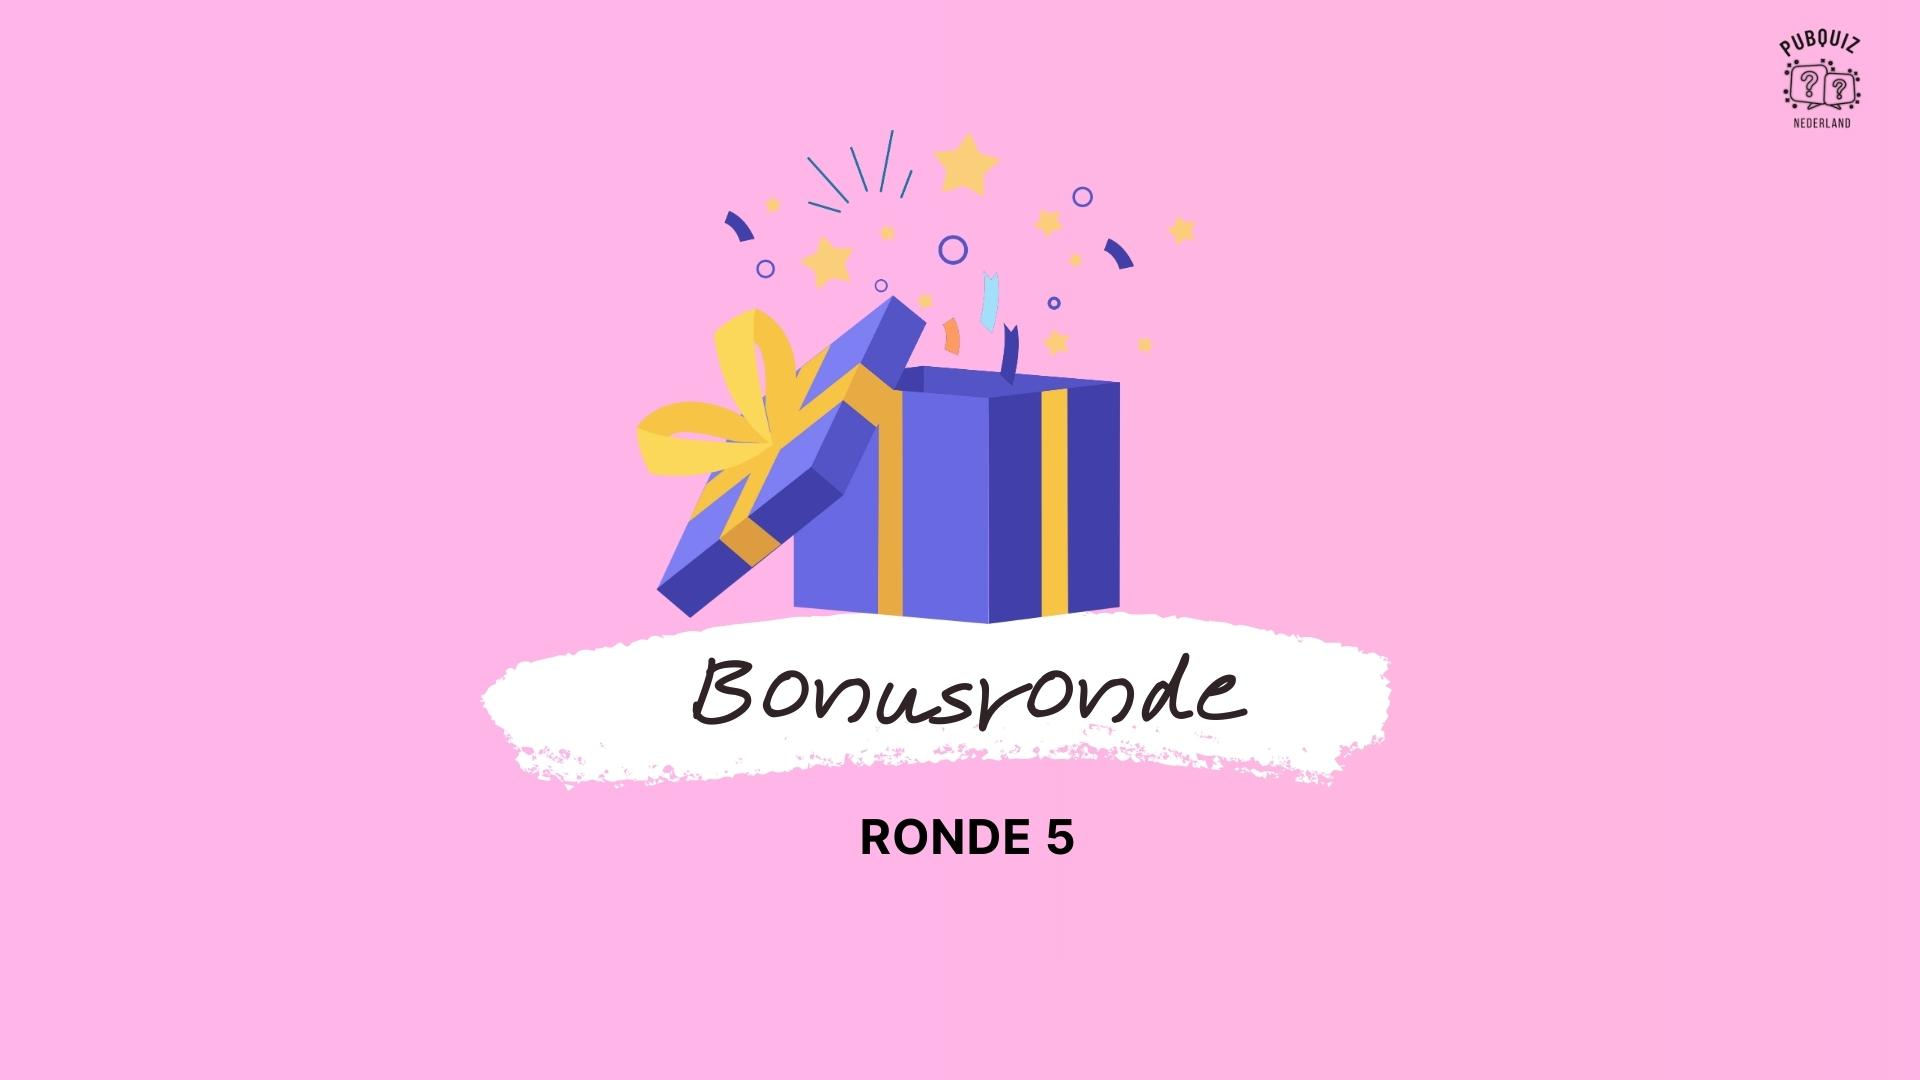 PUBQUIZ
? ?
NEDERLAND
Bonusronde
RONDE 5